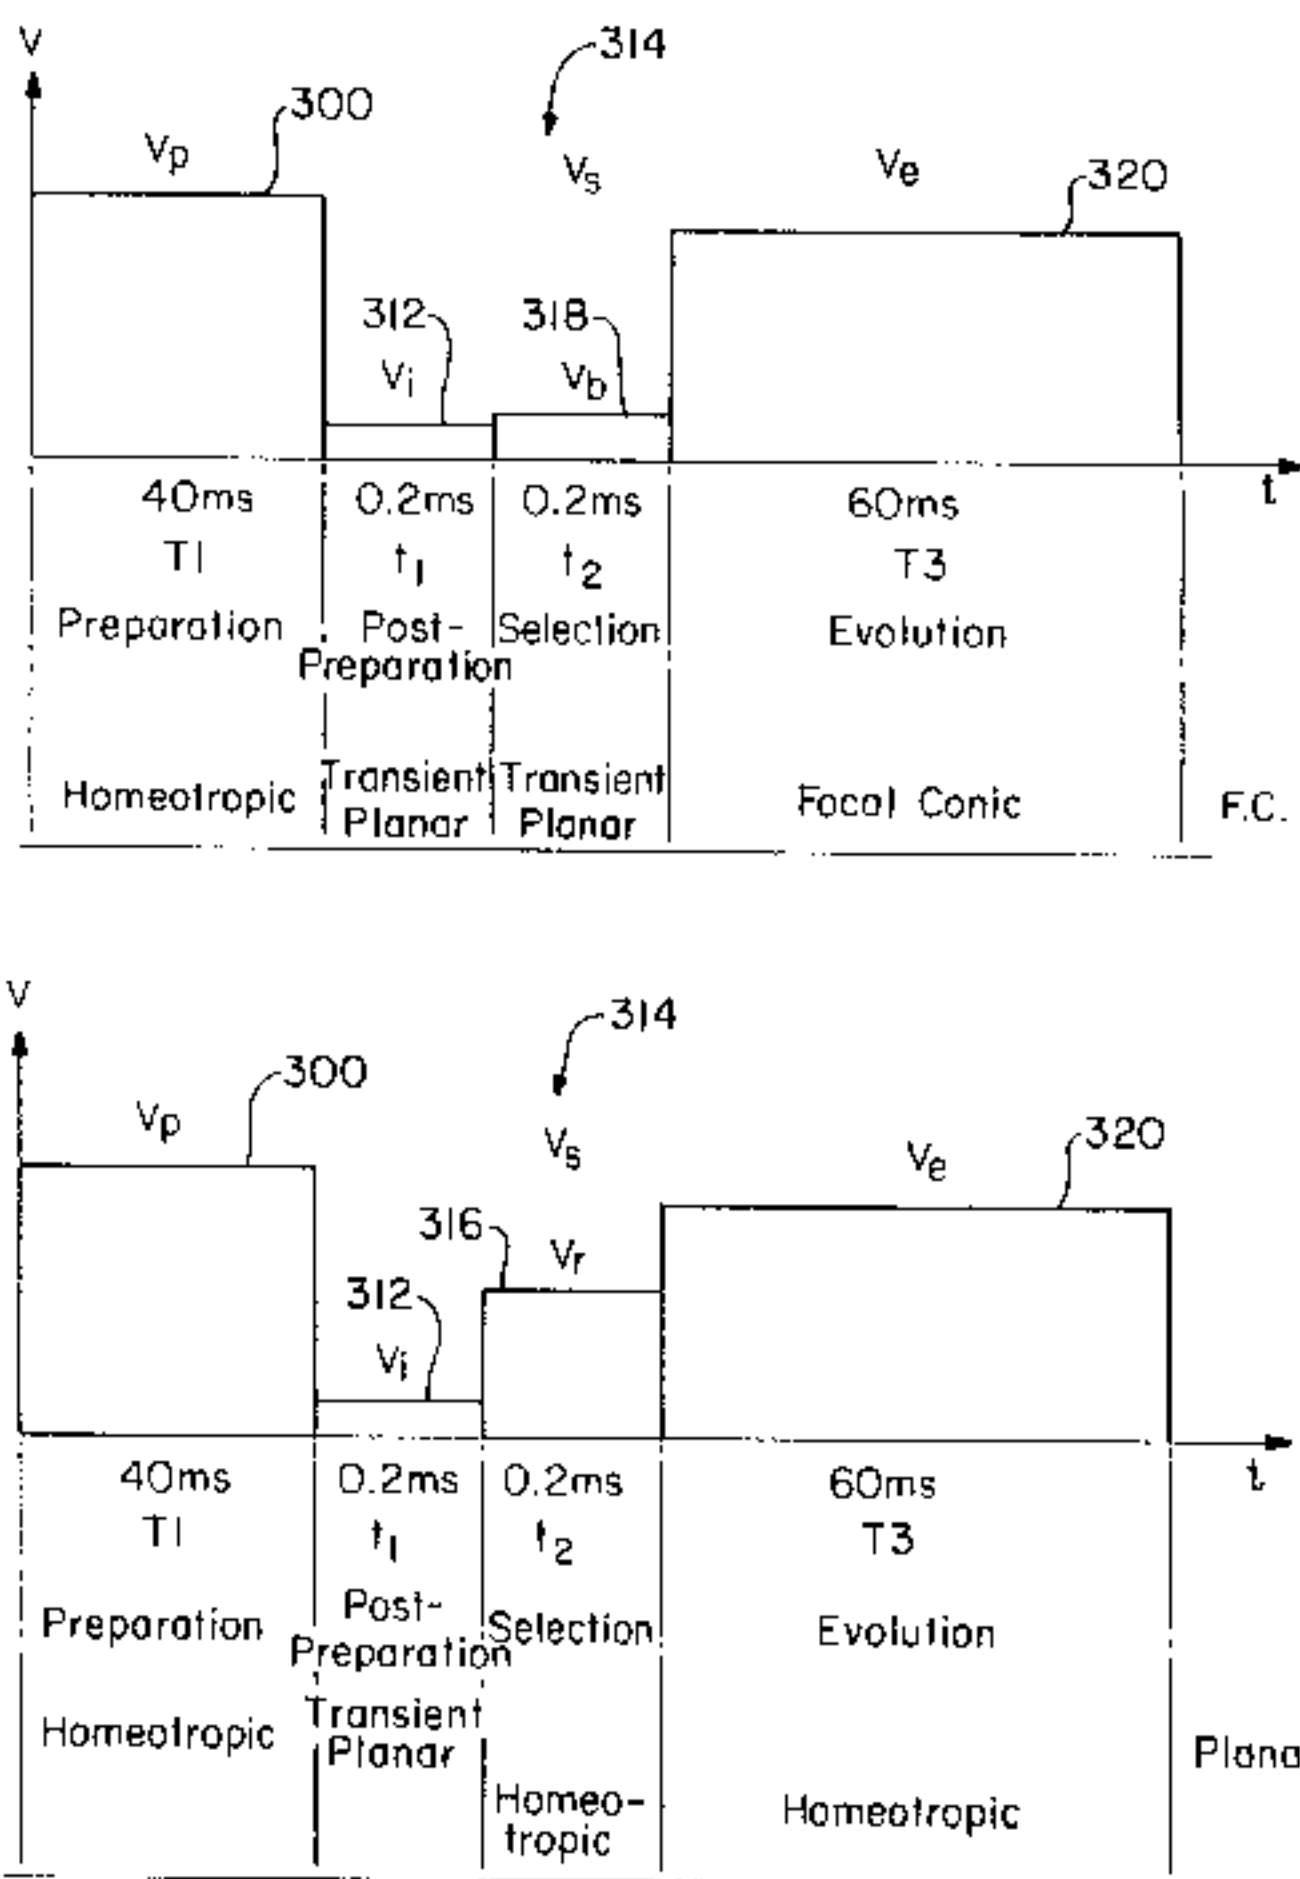 V
314
300
Vp
Vs
Ve
320
312
318
Vi
Vb
40ms
0.2ms
0.2ms
60ms
t
T1
t1
t2
T3
Preparation
Post-
Preparation
Selection
Evolution
Homeotropic
Transient
Planar
Transient
Planar
Focal Conic
F.C.
V
314
300
Vp
Vs
Ve
320
316
Vr
312
Vi
40ms
0.2ms
0.2ms
60ms
t
T1
t1
t2
T3
Preparation
Post-
Preparation
Selection
Evolution
Homeotropic
Transient
Planar
Plana
Homeo-
tropic
Homeotropic